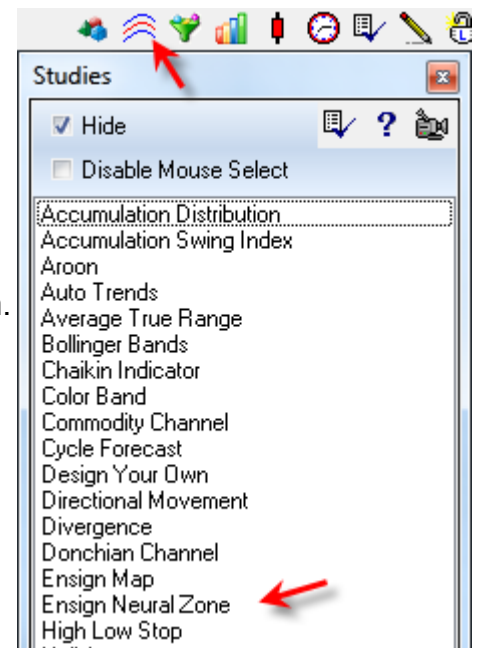 Studies
Hide
?
Disable Mouse Select
Accumulation Distribution
Accumulation Swing Index
Aroon
Auto Trends
Average True Range
Bollinger Bands
Chaikin Indicator
Color Band
Commodity Channel
Cycle Forecast
Design Your Own
Directional Movement
Divergence
Donchian Channel
Ensign Map
Ensign Neural Zone
High Low Stop